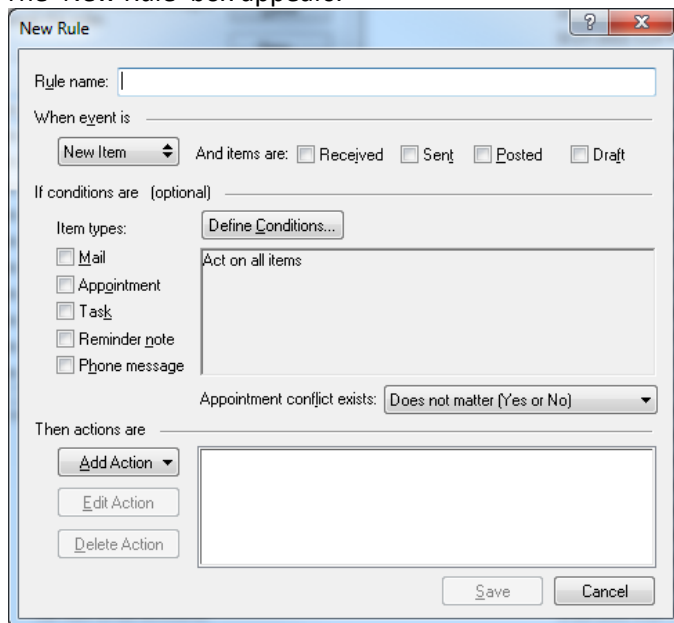 The 'New Rule' box appears.
New Rule
Rule name:
When event is
New Item And items are: Received Sent Posted Draft
If conditions are (optional)
Item types: Define Conditions...
Mail
Act on all items
Appointment
Task
Reminder note
Phone message
Appointment conflict exists: Does not matter (Yes or No)
Then actions are
Add Action
Edit Action
Delete Action
Save Cancel